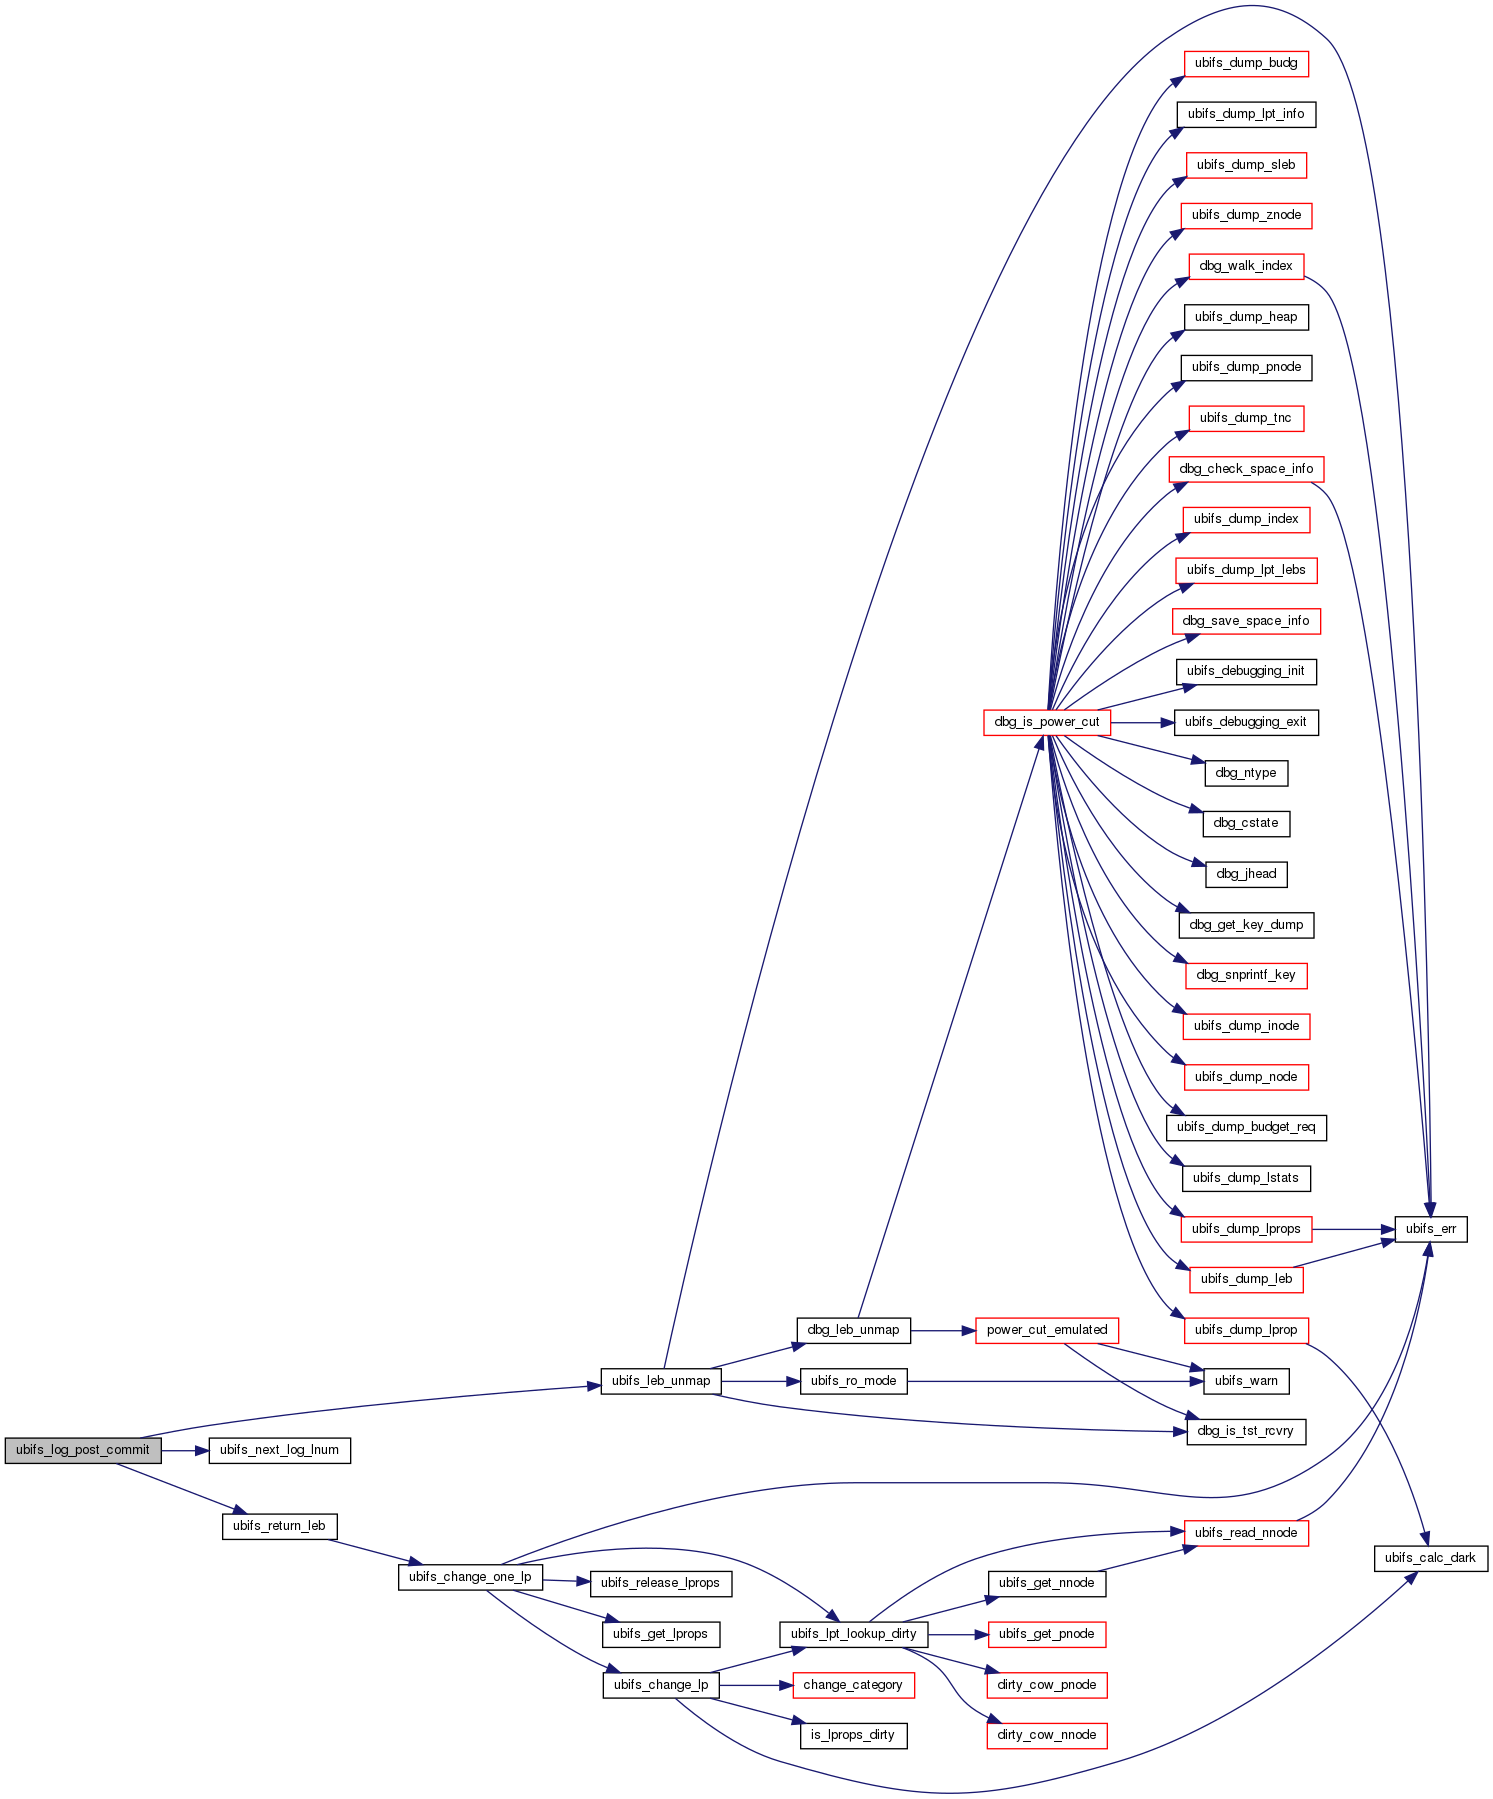 ubifs_dump_budg
ubifs_dump_lpt_info
ubifs_dump_sleb
ubifs_dump_znode
dbg_walk_index
ubifs_dump_heap
ubifs_dump_pnode
ubifs_dump_tnc
dbg_check_space_info
ubifs_dump_index
ubifs_dump_lpt_lebs
dbg_save_space_info
ubifs_debugging_init
dbg_is_power_cut
ubifs_debugging_exit
dbg_ntype
dbg_cstate
dbg_jhead
dbg_get_key_dump
dbg_snprintf_key
ubifs_dump_inode
ubifs_dump_node
ubifs_dump_budget_req
ubifs_dump_lstats
ubifs_dump_lprops
ubifs_err
ubifs_dump_leb
dbg_leb_unmap
power_cut_emulated
ubifs_dump_lprop
ubifs_leb_unmap
ubifs_ro_mode
ubifs_warn
dbg_is_tst_rcvry
ubifs_log_post_commit
ubifs_next_log_lnum
ubifs_return_leb
ubifs_read_nnode
ubifs_calc_dark
ubifs_change_one_lp
ubifs_release_lprops
ubifs_get_nnode
ubifs_get_lprops
ubifs_lpt_lookup_dirty
ubifs_get_pnode
ubifs_change_lp
change_category
dirty_cow_pnode
is_lprops_dirty
dirty_cow_nnode